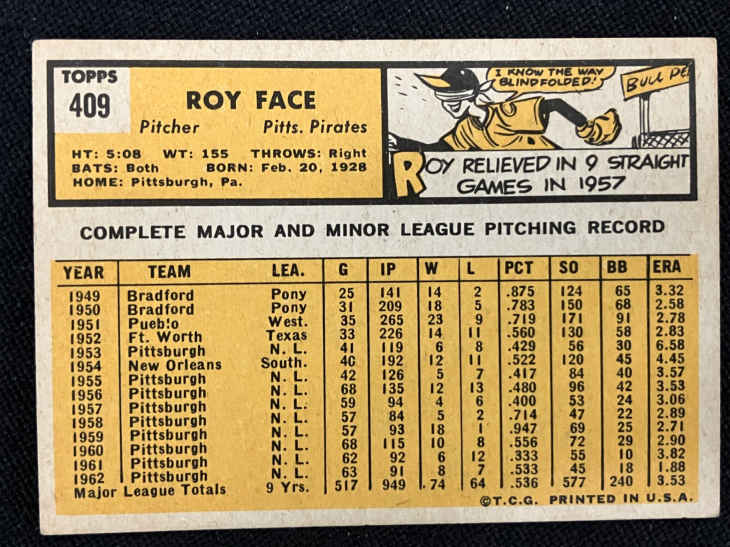 TOPPS
409
ROY FACE
Pitcher Pitts. Pirates
HT: 5:08 WT: 155 THROWS: Right
BATS: Both BORN: Feb. 20, 1928
HOME: Pittsburgh, Pa.
I KNOW THE WAY
BLINDFOLDED!
BULL PE
ROY RELIEVED IN 9 STRAIGHT
GAMES IN 1957
COMPLETE MAJOR AND MINOR LEAGUE PITCHING RECORD
YEAR TEAM LEA. G IP W L PCT SO BB ERA
1949 Bradford Pony 25 141 14 2 .875 124 65 3.32
1950 Bradford Pony 31 209 18 5 .783 150 68 2.58
1951 Pueblo West. 35 265 23 9 .719 171 91 2.78
1952 Ft. Worth Texas 33 226 14 11 .560 130 58 2.83
1953 Pittsburgh N. L. 41 119 6 8 .429 56 30 6.58
1954 New Orleans South. 40 192 12 11 .522 120 45 4.45
1955 Pittsburgh N. L. 42 126 5 7 .417 84 40 3.57
1956 Pittsburgh N. L. 68 135 12 13 .480 96 42 3.53
1957 Pittsburgh N. L. 59 94 4 6 .400 53 24 3.06
1958 Pittsburgh N. L. 57 84 5 2 .714 47 22 2.89
1959 Pittsburgh N. L. 57 93 18 1 .947 69 25 2.71
1960 Pittsburgh N. L. 68 115 10 8 .556 72 29 2.90
1961 Pittsburgh N. L. 62 92 6 12 .333 55 10 3.82
1962 Pittsburgh N. L. 63 91 8 7 .533 45 18 1.88
Major League Totals 9 Yrs. 517 949 74 64 .536 577 240 3.53
©T.C.G. PRINTED IN U.S.A.